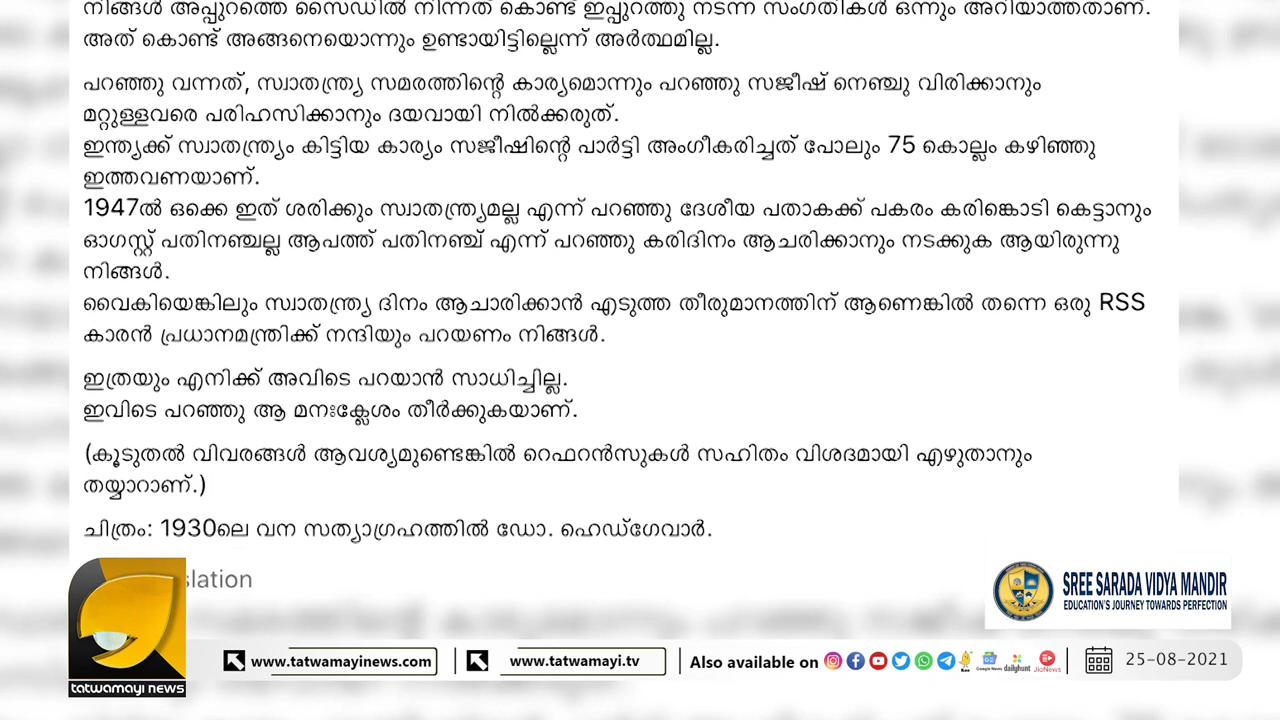 നിങ്ങൾ അപ്പുറത്തെ സൈഡിൽ നിന്നത് കൊണ്ട് ഇപ്പുറത്തു നടന്ന സംഗതികൾ ഒന്നും അറിയാത്തതാണ്.
അത് കൊണ്ട് അങ്ങനെയൊന്നും ഉണ്ടായിട്ടില്ലെന്ന് അർത്ഥമില്ല.
പറഞ്ഞു വന്നത്, സ്വാതന്ത്ര്യ സമരത്തിന്റെ കാര്യമൊന്നും പറഞ്ഞു സജീഷ് നെഞ്ചു വിരിക്കാനും
മറ്റുള്ളവരെ പരിഹസിക്കാനും ദയവായി നിൽക്കരുത്.
ഇന്ത്യക്ക് സ്വാതന്ത്ര്യം കിട്ടിയ കാര്യം സജീഷിന്റെ പാർട്ടി അംഗീകരിച്ചത് പോലും 75 കൊല്ലം കഴിഞ്ഞു
ഇത്തവണയാണ്.
1947ൽ ഒക്കെ ഇത് ശരിക്കും സ്വാതന്ത്ര്യമല്ല എന്ന് പറഞ്ഞു ദേശീയ പതാകക്ക് പകരം കരിങ്കൊടി കെട്ടാനും
ഓഗസ്റ്റ് പതിനഞ്ചല്ല ആപത്ത് പതിനഞ്ച് എന്ന് പറഞ്ഞു കരിദിനം ആചരിക്കാനും നടക്കുക ആയിരുന്നു
നിങ്ങൾ.
വൈകിയെങ്കിലും സ്വാതന്ത്ര്യ ദിനം ആചാരിക്കാൻ എടുത്ത തീരുമാനത്തിന് ആണെങ്കിൽ തന്നെ ഒരു RSS
കാരൻ പ്രധാനമന്ത്രിക്ക് നന്ദിയും പറയണം നിങ്ങൾ.
ഇത്രയും എനിക്ക് അവിടെ പറയാൻ സാധിച്ചില്ല.
ഇവിടെ പറഞ്ഞു ആ മനഃക്ലേശം തീർക്കുകയാണ്.
(കൂടുതൽ വിവരങ്ങൾ ആവശ്യമുണ്ടെങ്കിൽ റെഫറൻസുകൾ സഹിതം വിശദമായി എഴുതാനും
തയ്യാറാണ്.)
ചിത്രം: 1930ലെ വന സത്യാഗ്രഹത്തിൽ ഡോ. ഹെഡ്ഗേവാർ.
slation
SREE SARADA VIDYA MANDIR
EDUCATION'S JOURNEY TOWARDS PERFECTION
tatwamayi news
www.tatwamayinews.com
www.tatwamayi.tv
Also available on
Google News
dailyhunt
JioNews
25-08-2021